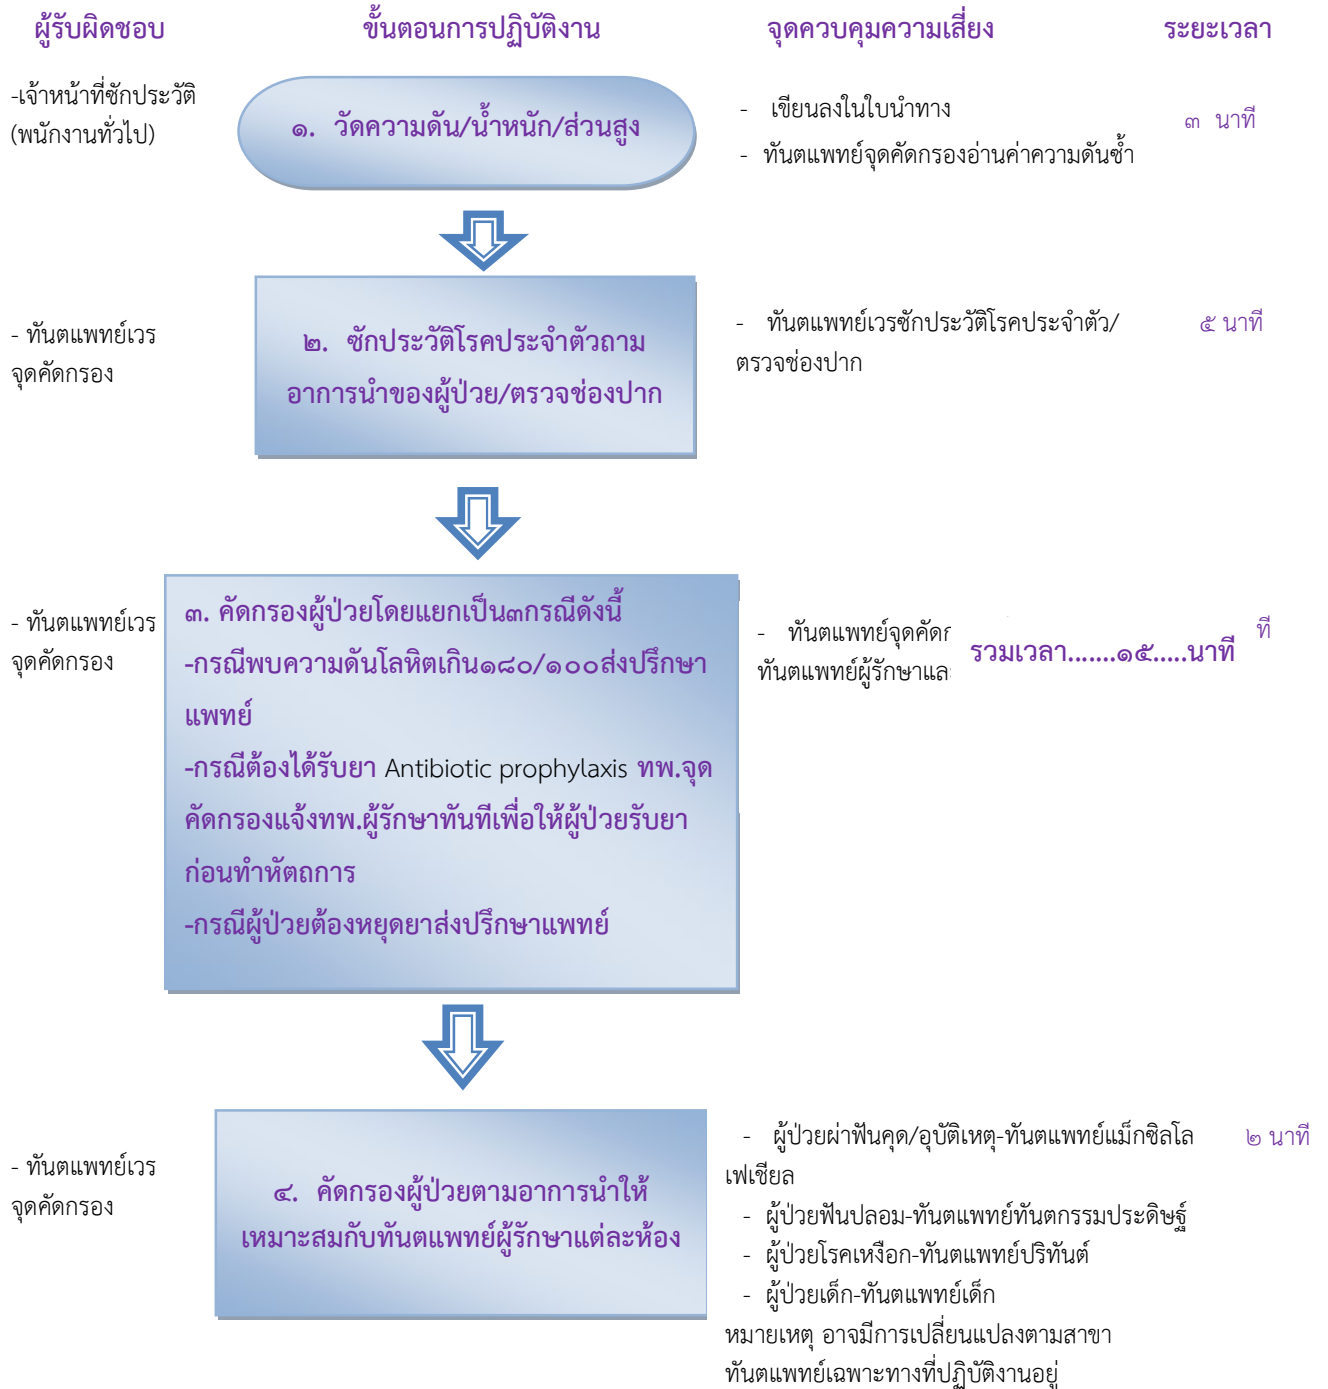 ผู้รับผิดชอบ ขั้นตอนการปฏิบัติงาน จุดควบคุมความเสี่ยง ระยะเวลา
-เจ้าหน้าที่ซักประวัติ
(พนักงานทั่วไป)
๑. วัดความดัน/น้ำหนัก/ส่วนสูง
- เขียนลงในใบนำทาง
- ทันตแพทย์จุดคัดกรองอ่านค่าความดันซ้ำ
๓ นาที
- ทันตแพทย์เวร
จุดคัดกรอง
๒. ซักประวัติโรคประจำตัวถาม
อาการนำของผู้ป่วย/ตรวจช่องปาก
- ทันตแพทย์เวรซักประวัติโรคประจำตัว/
ตรวจช่องปาก
๕ นาที
- ทันตแพทย์เวร
จุดคัดกรอง
๓. คัดกรองผู้ป่วยโดยแยกเป็น๓กรณีดังนี้
-กรณีพบความดันโลหิตเกิน๑๘๐/๑๐๐ส่งปรึกษา
แพทย์
-กรณีต้องได้รับยา Antibiotic prophylaxis ทพ.จุด
คัดกรองแจ้งทพ.ผู้รักษาทันทีเพื่อให้ผู้ป่วยรับยา
ก่อนทำหัตถการ
-กรณีผู้ป่วยต้องหยุดยาส่งปรึกษาแพทย์
- ทันตแพทย์จุดคัดก
ทันตแพทย์ผู้รักษาและ
ที
รวมเวลา.......๑๕.....นาที
- ทันตแพทย์เวร
จุดคัดกรอง
๔. คัดกรองผู้ป่วยตามอาการนำให้
เหมาะสมกับทันตแพทย์ผู้รักษาแต่ละห้อง
- ผู้ป่วยผ่าฟันคุด/อุบัติเหตุ-ทันตแพทย์แม็กซิลโล
เฟเชียล
- ผู้ป่วยฟันปลอม-ทันตแพทย์ทันตกรรมประดิษฐ์
- ผู้ป่วยโรคเหงือก-ทันตแพทย์ปริทันต์
- ผู้ป่วยเด็ก-ทันตแพทย์เด็ก
หมายเหตุ อาจมีการเปลี่ยนแปลงตามสาขา
ทันตแพทย์เฉพาะทางที่ปฏิบัติงานอยู่
๒ นาที